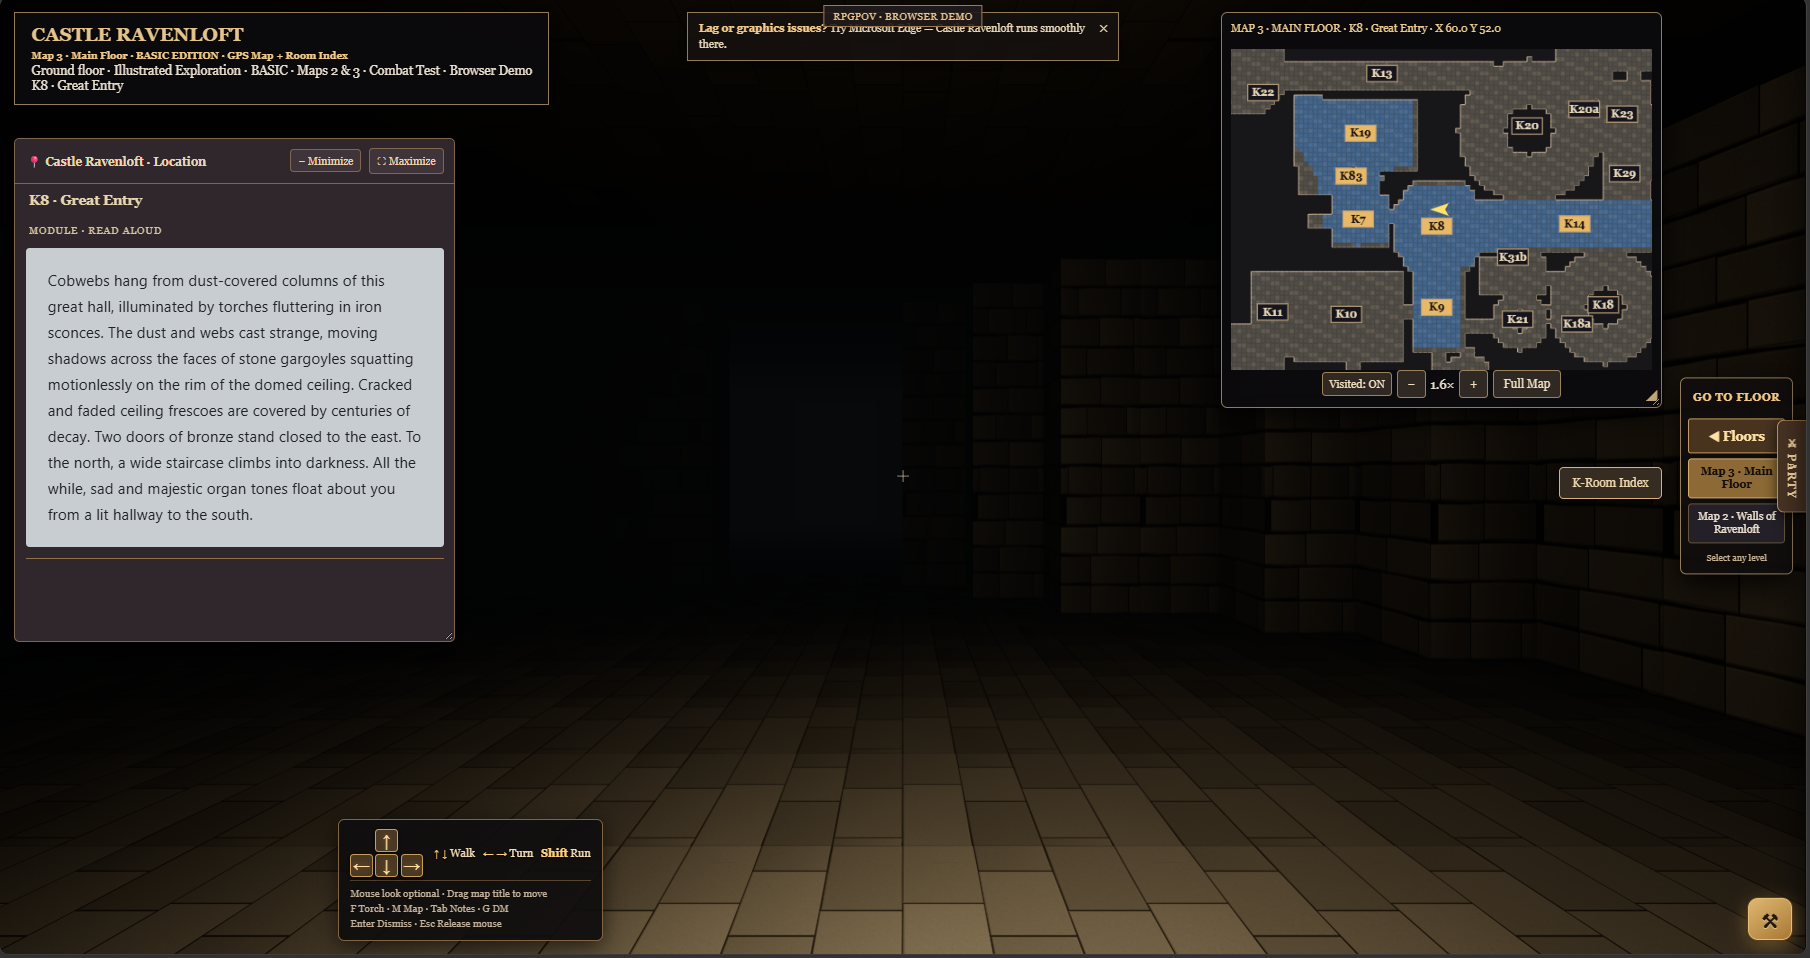 CASTLE RAVENLOFT
Map 3 · Main Floor · BASIC EDITION · GPS Map + Room Index
Ground floor · Illustrated Exploration · BASIC · Maps 2 & 3 · Combat Test · Browser Demo
K8 · Great Entry
RPGPOV · BROWSER DEMO
Lag or graphics issues? Try Microsoft Edge — Castle Ravenloft runs smoothly
there.
×
Castle Ravenloft · Location
– Minimize
Maximize
K8 · Great Entry
MODULE · READ ALOUD
Cobwebs hang from dust-covered columns of this
great hall, illuminated by torches fluttering in iron
sconces. The dust and webs cast strange, moving
shadows across the faces of stone gargoyles squatting
motionlessly on the rim of the domed ceiling. Cracked
and faded ceiling frescoes are covered by centuries of
decay. Two doors of bronze stand closed to the east. To
the north, a wide staircase climbs into darkness. All the
while, sad and majestic organ tones float about you
from a lit hallway to the south.
MAP 3 · MAIN FLOOR · K8 · Great Entry · X 60.0 Y 52.0
K13
K22
K20a
K23
K20
K19
K29
K83
K7
K8
K14
K31b
K9
K18
K11
K10
K21
K18a
Visited: ON
−
1.6×
+
Full Map
K-Room Index
GO TO FLOOR
◀ Floors
Map 3 · Main
Floor
Map 2 · Walls of
Ravenloft
Select any level
PARTY
↑
← ↓ →
↑↓ Walk ←→ Turn Shift Run
Mouse look optional · Drag map title to move
F Torch · M Map · Tab Notes · G DM
Enter Dismiss · Esc Release mouse